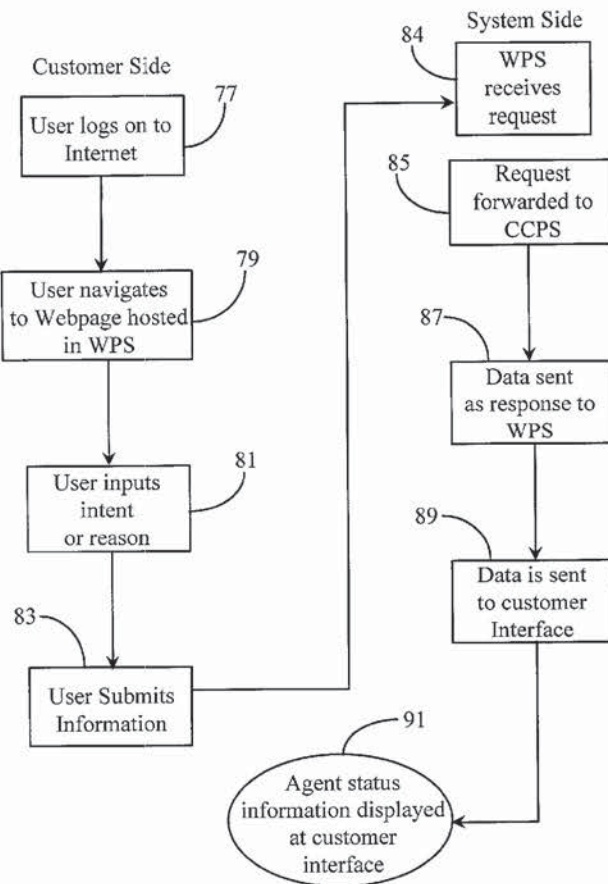 Customer Side
77
User logs on to
Internet
79
User navigates
to Webpage hosted
in WPS
81
User inputs
intent
or reason
83
User Submits
Information
System Side
84
WPS
receives
request
85
Request
forwarded to
CCPS
87
Data sent
as response to
WPS
89
Data is sent
to customer
Interface
91
Agent status
information displayed
at customer
interface